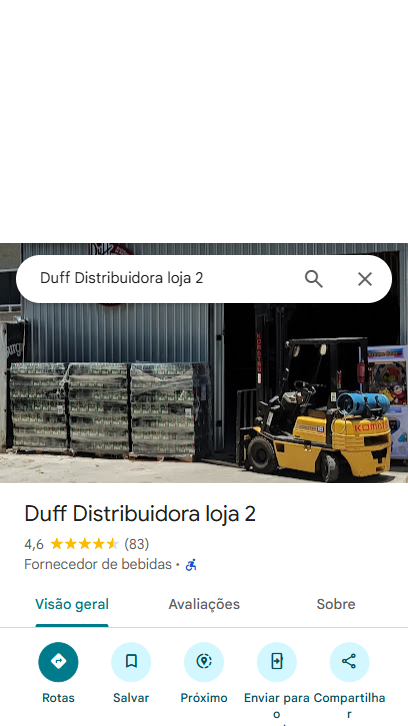 Duff Distribuidora loja 2
KOMATSU
KOMATSU
Duff Distribuidora loja 2
4,6 (83)
Fornecedor de bebidas ·
Visão geral
Avaliações
Sobre
Rotas
Salvar
Próximo
Enviar para o
Compartilhar